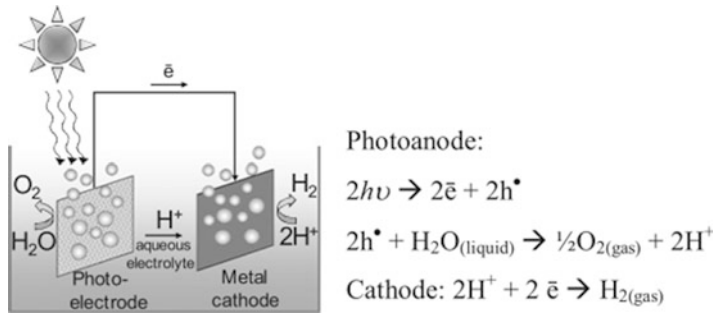 ē
O₂
H₂O
H⁺
aqueous
electrolyte
H₂
2H⁺
Photo-
electrode
Metal
cathode
Photoanode:
2hυ → 2ē + 2h•
2h• + H₂O(liquid) → ½O₂(gas) + 2H⁺
Cathode: 2H⁺ + 2 ē → H₂(gas)